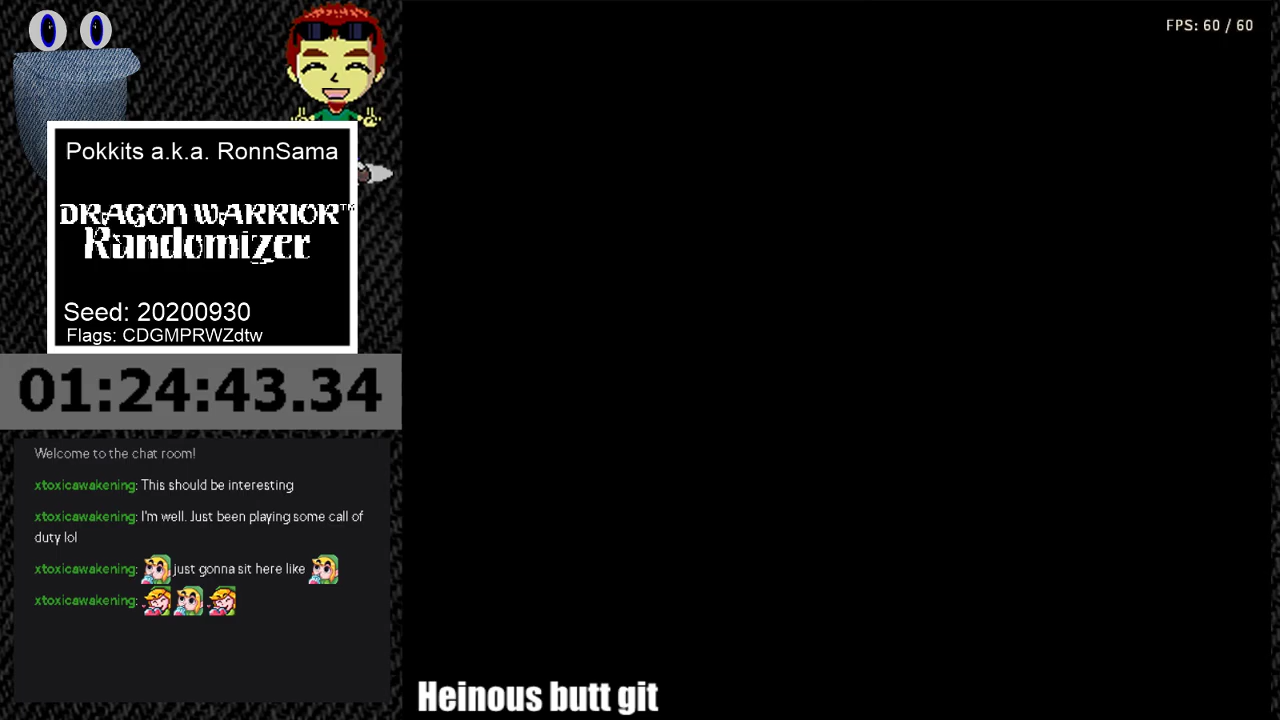 FPS: 60 / 60
Pokkits a.k.a. RonnSama
DRAGON WARRIOR™
Randomizer
Seed: 20200930
Flags: CDGMPRWZdtw
01:24:43.34
Welcome to the chat room!
xtoxicawakening: This should be interesting
xtoxicawakening: I'm well. Just been playing some call of
duty lol
xtoxicawakening: just gonna sit here like
xtoxicawakening:
Heinous butt git